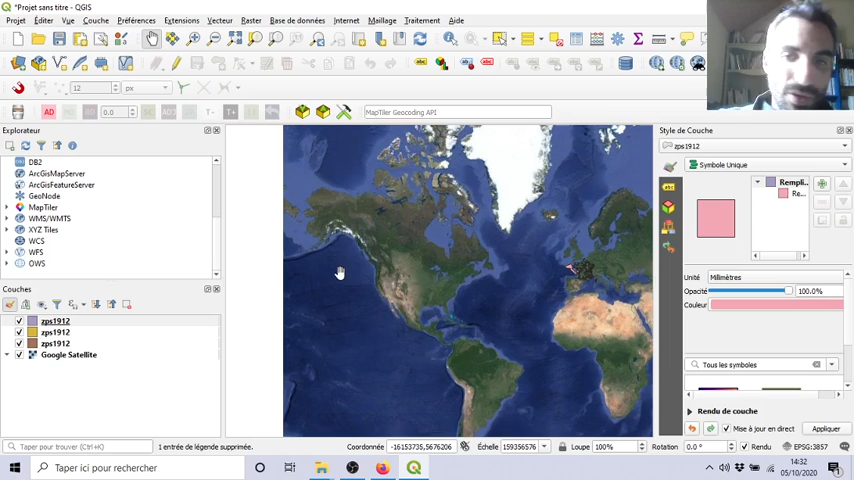 *Projet sans titre — QGIS
Projet Éditer Vue Couche Préférences Extensions Vecteur Raster Base de données Internet Maillage Traitement Aide
12
px
AD
0.0
T-
T+
MapTiler Geocoding API
Explorateur
DB2
ArcGisMapServer
ArcGisFeatureServer
GeoNode
MapTiler
WMS/WMTS
XYZ Tiles
WCS
WFS
OWS
Couches
zps1912
zps1912
zps1912
Google Satellite
Style de Couche
zps1912
Symbole Unique
Rempli...
Re...
Unité Millimètres
Opacité 100.0%
Couleur
Tous les symboles
Rendu de couche
Mise à jour en direct Appliquer
Taper pour trouver (Ctrl+K) 1 entrée de légende supprimée. Coordonnée -16153735,5676206 Échelle 159356576 Loupe 100% Rotation 0.0 ° Rendu EPSG:3857
Taper ici pour rechercher
14:32
05/10/2020